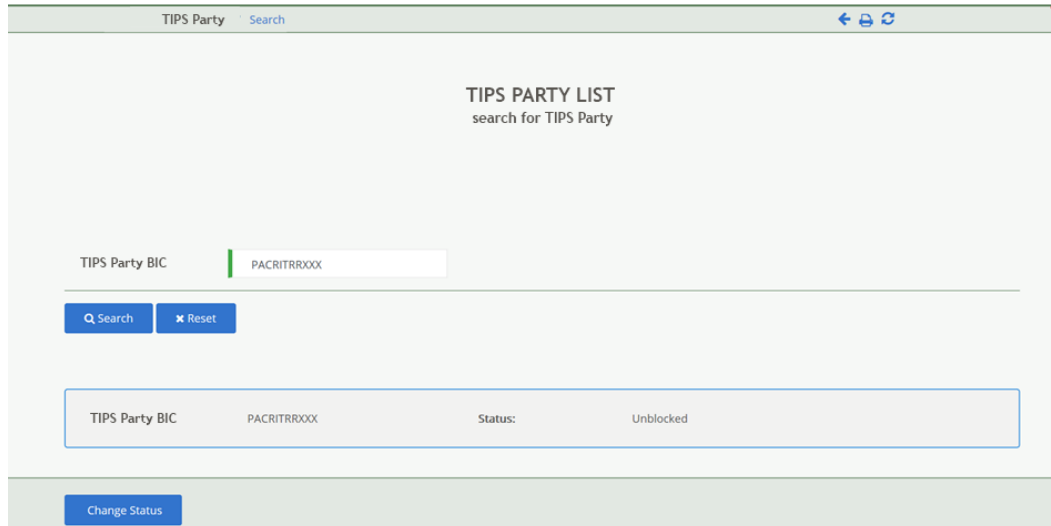 TIPS Party Search
TIPS PARTY LIST
search for TIPS Party
TIPS Party BIC PACRITRRXXX
Search Reset
TIPS Party BIC PACRITRRXXX Status: Unblocked
Change Status